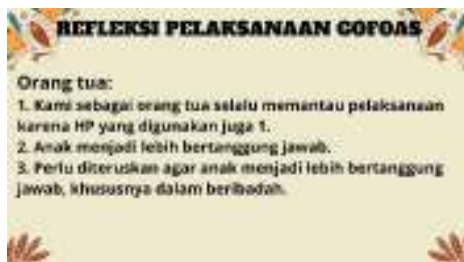 REFLEKSI PELAKSANAAN GOFOAS
Orang tua:
1. Kami sebagai orang tua selalu memantau pelaksanaan
karena HP yang digunakan juga 1.
2. Anak menjadi lebih bertanggung jawab.
3. Perlu diteruskan agar anak menjadi lebih bertanggung
jawab, khususnya dalam beribadah.